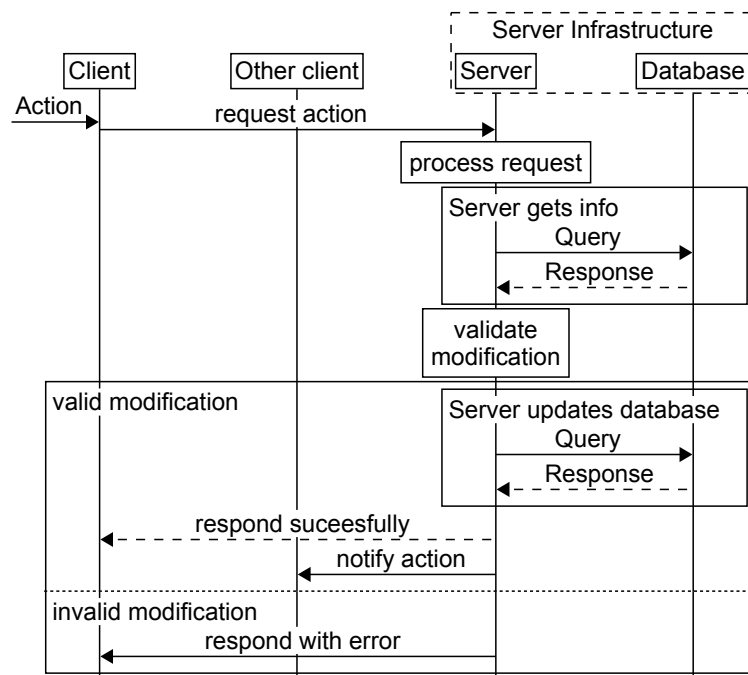 Server Infrastructure
Client
Other client
Server
Database
Action
request action
process request
Server gets info
Query
Response
validate
modification
valid modification
Server updates database
Query
Response
respond suceesfully
notify action
invalid modification
respond with error